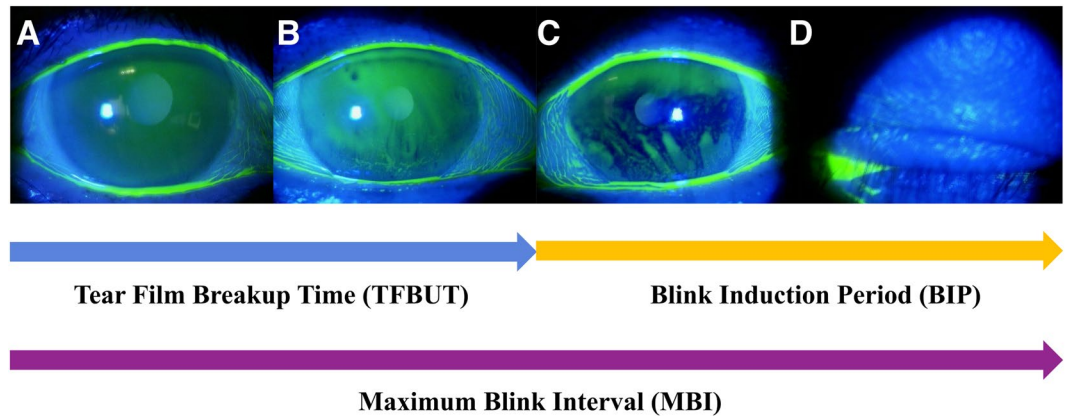 A B C D
Tear Film Breakup Time (TFBUT) Blink Induction Period (BIP)
Maximum Blink Interval (MBI)